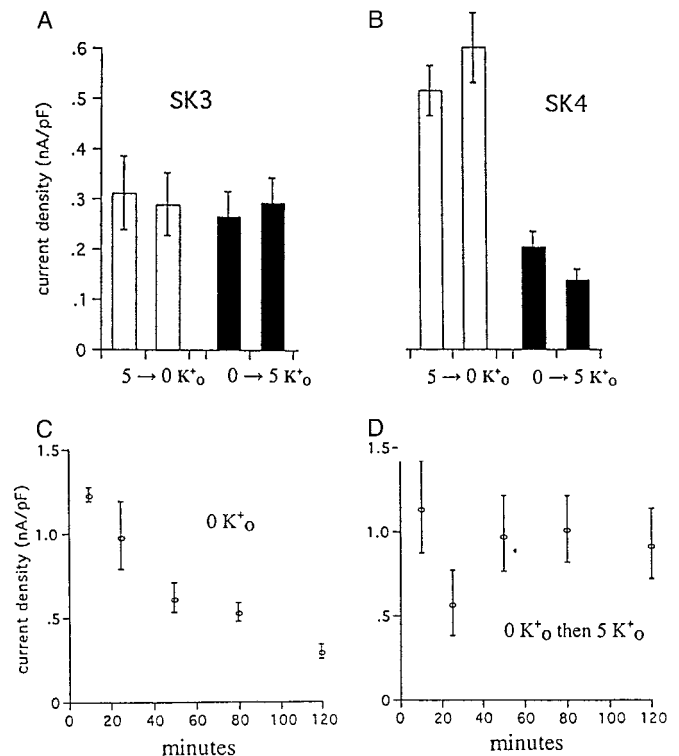 A
B
.6
.5
.4
.3
.2
.1
0
current density (nA/pF)
SK3
SK4
5 → 0 K⁺o
0 → 5 K⁺o
5 → 0 K⁺o
0 → 5 K⁺o
C
D
1.5
1.0
.5
0
current density (nA/pF)
0 K⁺o
0 20 40 60 80 100 120
minutes
1.5
1.0
0.5
0
0 K⁺o then 5 K⁺o
0 20 40 60 80 100 120
minutes